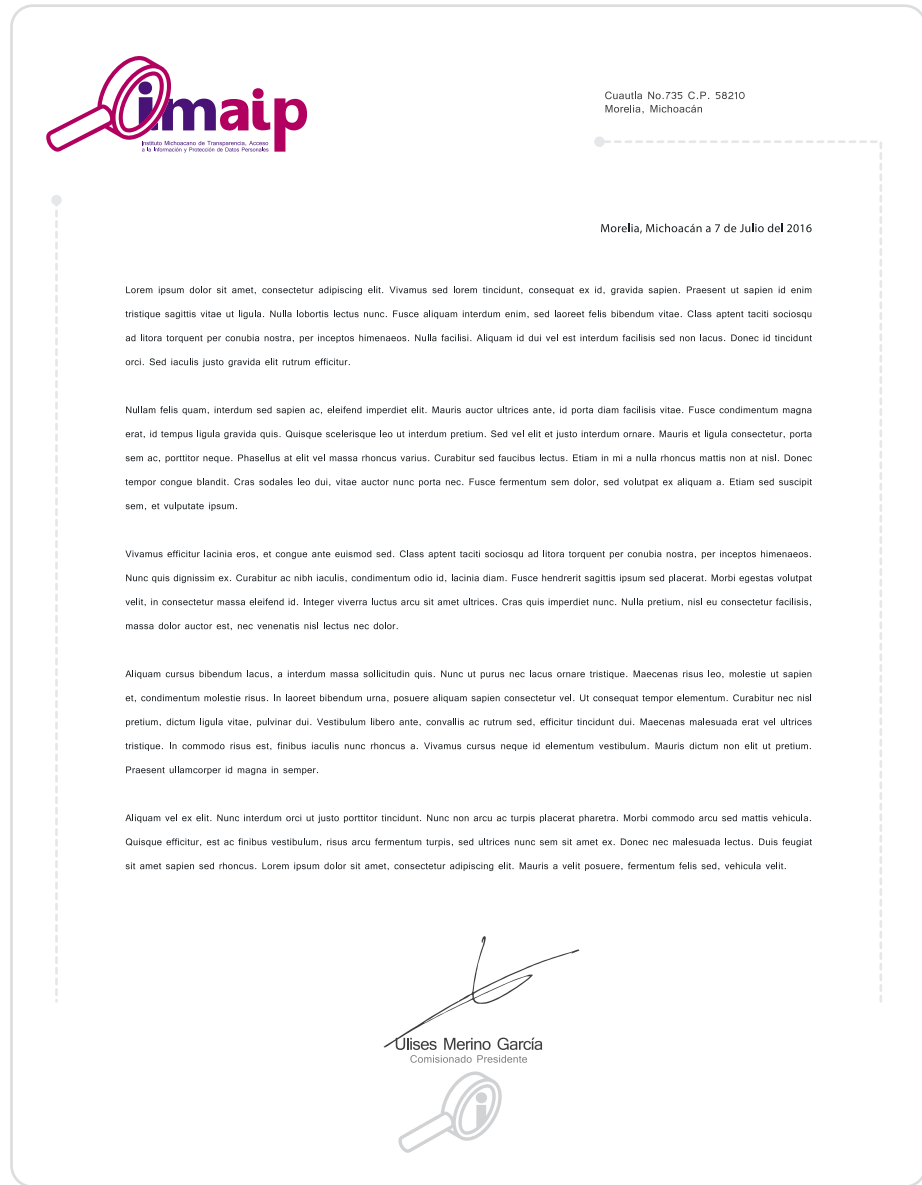 imaip
Instituto Michoacano de Transparencia, Acceso
a la Información y Protección de Datos Personales
Cuautla No.735 C.P. 58210
Morelia, Michoacán
Morelia, Michoacán a 7 de Julio del 2016
Lorem ipsum dolor sit amet, consectetur adipiscing elit. Vivamus sed lorem tincidunt, consequat ex id, gravida sapien. Praesent ut sapien id enim
tristique sagittis vitae ut ligula. Nulla lobortis lectus nunc. Fusce aliquam interdum enim, sed laoreet felis bibendum vitae. Class aptent taciti sociosqu
ad litora torquent per conubia nostra, per inceptos himenaeos. Nulla facilisi. Aliquam id dui vel est interdum facilisis sed non lacus. Donec id tincidunt
orci. Sed iaculis justo gravida elit rutrum efficitur.
Nullam felis quam, interdum sed sapien ac, eleifend imperdiet elit. Mauris auctor ultrices ante, id porta diam facilisis vitae. Fusce condimentum magna
erat, id tempus ligula gravida quis. Quisque scelerisque leo ut interdum pretium. Sed vel elit et justo interdum ornare. Mauris et ligula consectetur, porta
sem ac, porttitor neque. Phasellus at elit vel massa rhoncus varius. Curabitur sed faucibus lectus. Etiam in mi a nulla rhoncus mattis non at nisl. Donec
tempor congue blandit. Cras sodales leo dui, vitae auctor nunc porta nec. Fusce fermentum sem dolor, sed volutpat ex aliquam a. Etiam sed suscipit
sem, et vulputate ipsum.
Vivamus efficitur lacinia eros, et congue ante euismod sed. Class aptent taciti sociosqu ad litora torquent per conubia nostra, per inceptos himenaeos.
Nunc quis dignissim ex. Curabitur ac nibh iaculis, condimentum odio id, lacinia diam. Fusce hendrerit sagittis ipsum sed placerat. Morbi egestas volutpat
velit, in consectetur massa eleifend id. Integer viverra luctus arcu sit amet ultrices. Cras quis imperdiet nunc. Nulla pretium, nisl eu consectetur facilisis,
massa dolor auctor est, nec venenatis nisl lectus nec dolor.
Aliquam cursus bibendum lacus, a interdum massa sollicitudin quis. Nunc ut purus nec lacus ornare tristique. Maecenas risus leo, molestie ut sapien
et, condimentum molestie risus. In laoreet bibendum urna, posuere aliquam sapien consectetur vel. Ut consequat tempor elementum. Curabitur nec nisl
pretium, dictum ligula vitae, pulvinar dui. Vestibulum libero ante, convallis ac rutrum sed, efficitur tincidunt dui. Maecenas malesuada erat vel ultrices
tristique. In commodo risus est, finibus iaculis nunc rhoncus a. Vivamus cursus neque id elementum vestibulum. Mauris dictum non elit ut pretium.
Praesent ullamcorper id magna in semper.
Aliquam vel ex elit. Nunc interdum orci ut justo porttitor tincidunt. Nunc non arcu ac turpis placerat pharetra. Morbi commodo arcu sed mattis vehicula.
Quisque efficitur, est ac finibus vestibulum, risus arcu fermentum turpis, sed ultrices nunc sem sit amet ex. Donec nec malesuada lectus. Duis feugiat
sit amet sapien sed rhoncus. Lorem ipsum dolor sit amet, consectetur adipiscing elit. Mauris a velit posuere, fermentum felis sed, vehicula velit.
Ulises Merino García
Comisionado Presidente
i